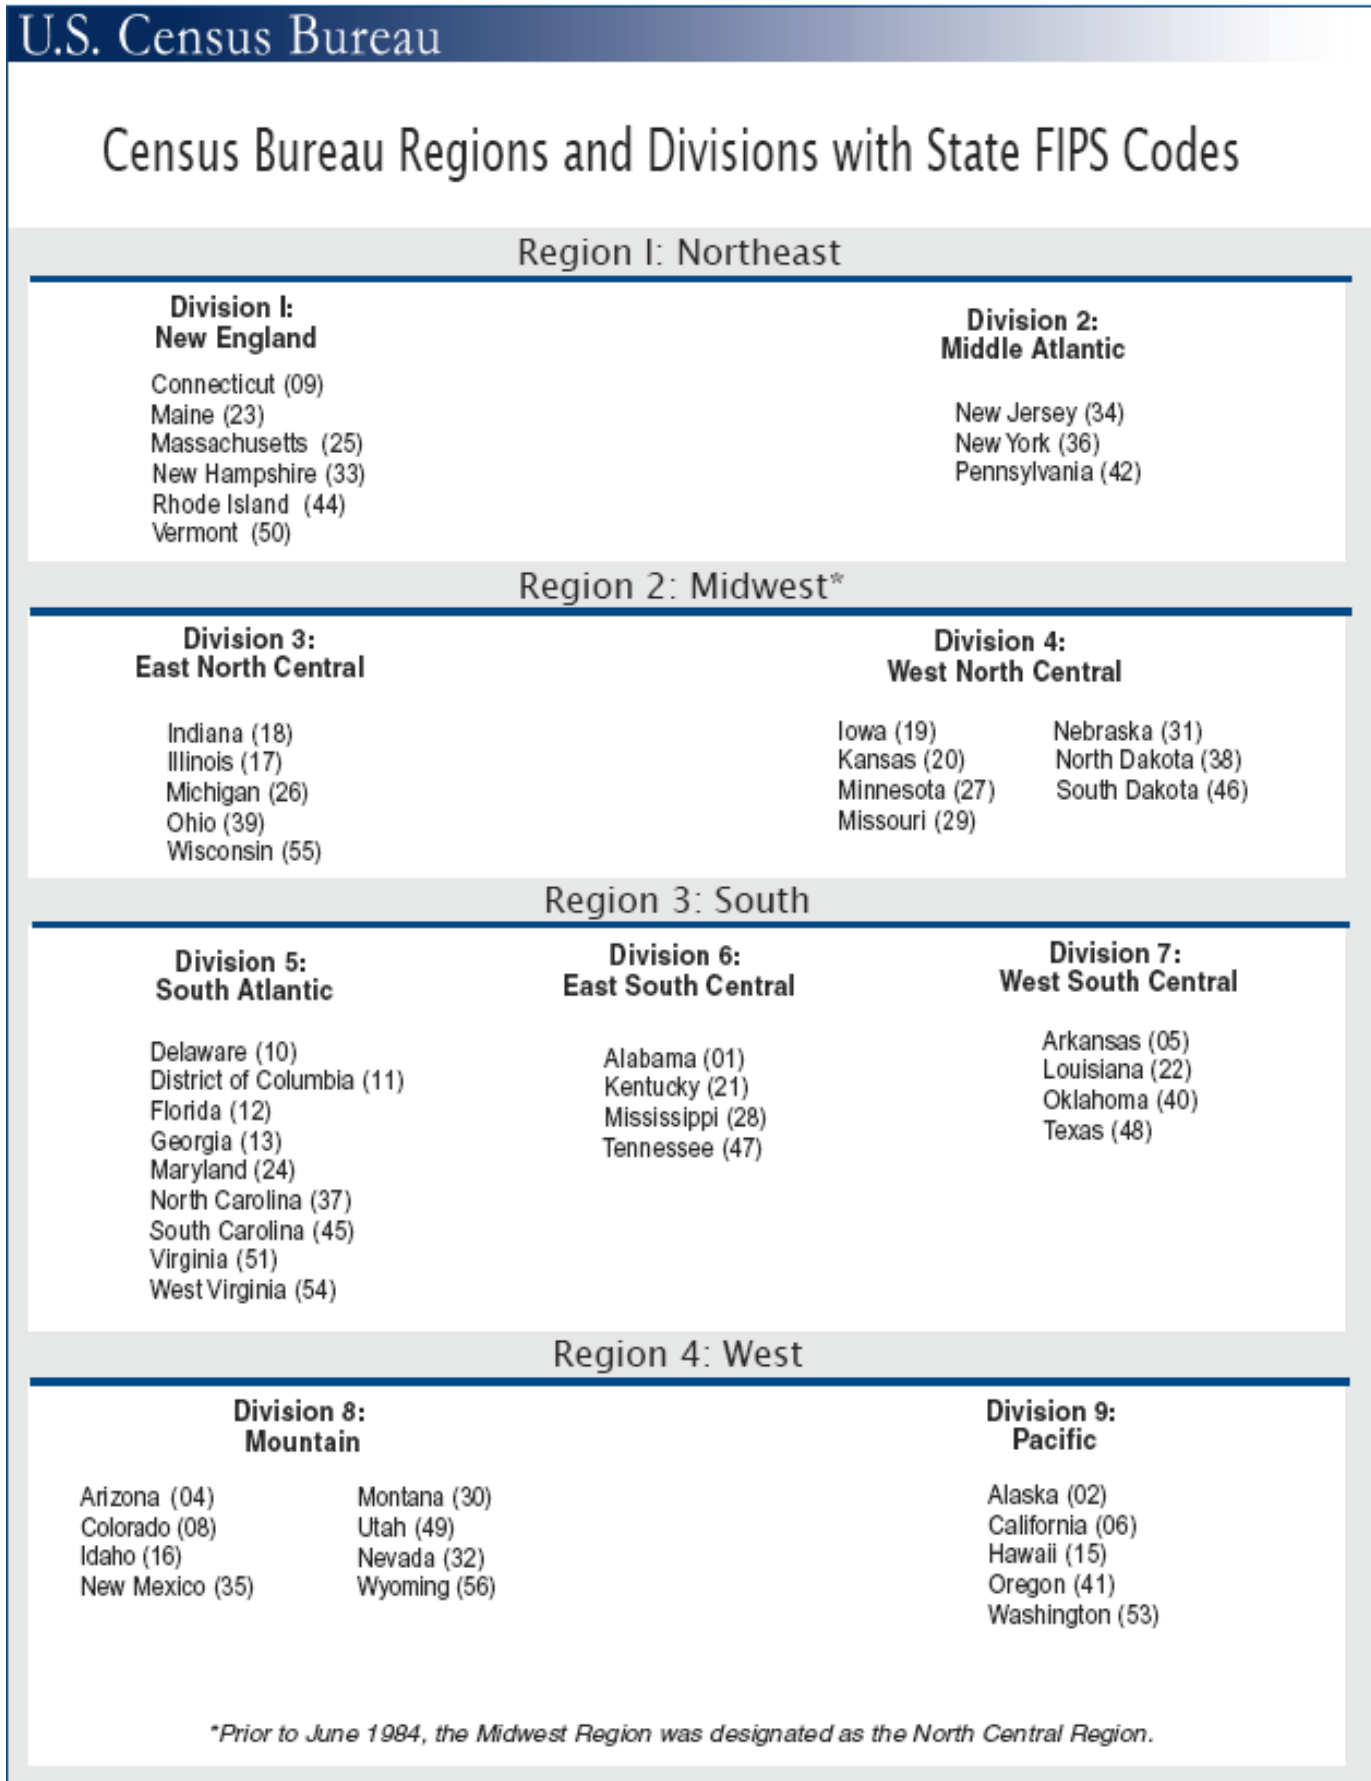 U.S. Census Bureau
Census Bureau Regions and Divisions with State FIPS Codes
Region I: Northeast
Division I:
New England
Connecticut (09)
Maine (23)
Massachusetts (25)
New Hampshire (33)
Rhode Island (44)
Vermont (50)
Division 2:
Middle Atlantic
New Jersey (34)
New York (36)
Pennsylvania (42)
Region 2: Midwest*
Division 3:
East North Central
Indiana (18)
Illinois (17)
Michigan (26)
Ohio (39)
Wisconsin (55)
Division 4:
West North Central
Iowa (19)
Kansas (20)
Minnesota (27)
Missouri (29)
Nebraska (31)
North Dakota (38)
South Dakota (46)
Region 3: South
Division 5:
South Atlantic
Delaware (10)
District of Columbia (11)
Florida (12)
Georgia (13)
Maryland (24)
North Carolina (37)
South Carolina (45)
Virginia (51)
West Virginia (54)
Division 6:
East South Central
Alabama (01)
Kentucky (21)
Mississippi (28)
Tennessee (47)
Division 7:
West South Central
Arkansas (05)
Louisiana (22)
Oklahoma (40)
Texas (48)
Region 4: West
Division 8:
Mountain
Arizona (04)
Colorado (08)
Idaho (16)
New Mexico (35)
Montana (30)
Utah (49)
Nevada (32)
Wyoming (56)
Division 9:
Pacific
Alaska (02)
California (06)
Hawaii (15)
Oregon (41)
Washington (53)
*Prior to June 1984, the Midwest Region was designated as the North Central Region.